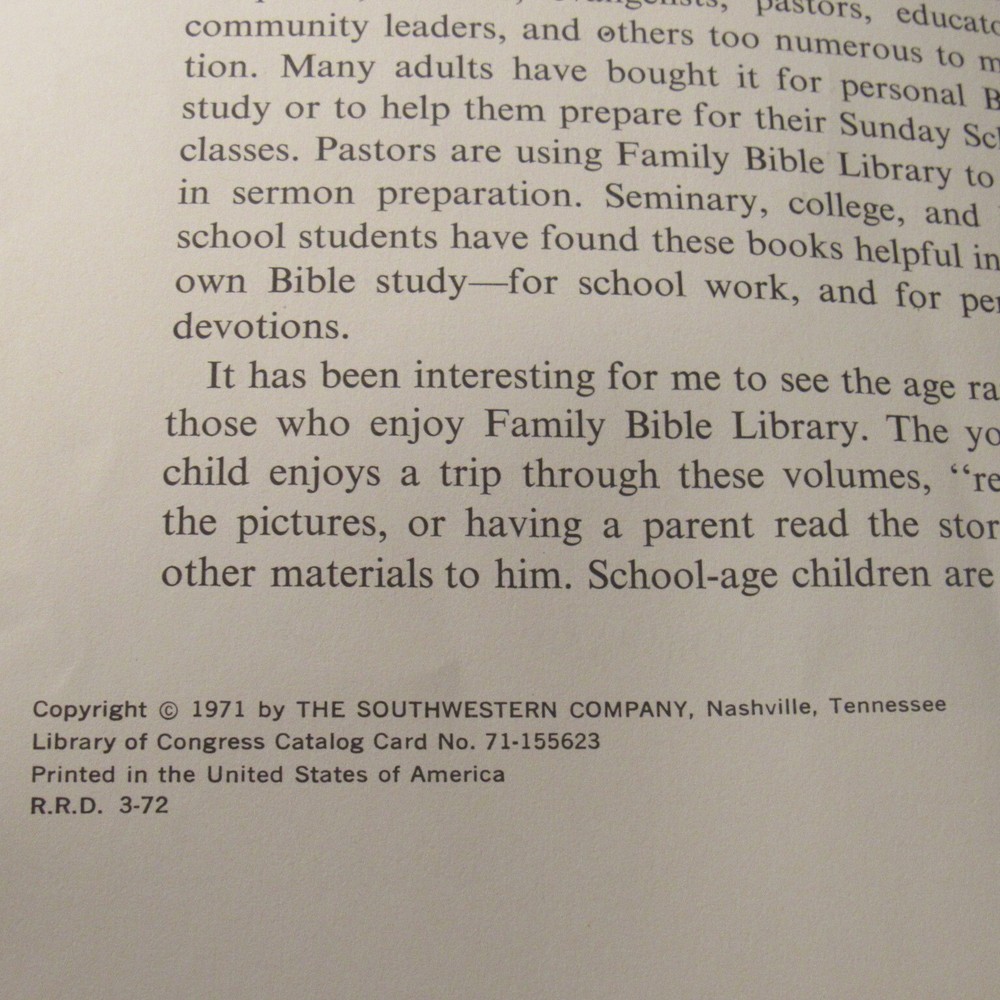 pastors,
community leaders, and others too numerous to
tion. Many adults have bought it for personal
study or to help them prepare for their Sunday
classes. Pastors are using Family Bible Library to
in sermon preparation. Seminary, college, and
school students have found these books helpful in
own Bible study—for school work, and for
devotions.
It has been interesting for me to see the age
those who enjoy Family Bible Library. The
child enjoys a trip through these volumes,
the pictures, or having a parent read the
other materials to him. School-age children are
Copyright © 1971 by THE SOUTHWESTERN COMPANY, Nashville, Tennessee
Library of Congress Catalog Card No. 71-155623
Printed in the United States of America
R.R.D. 3-72